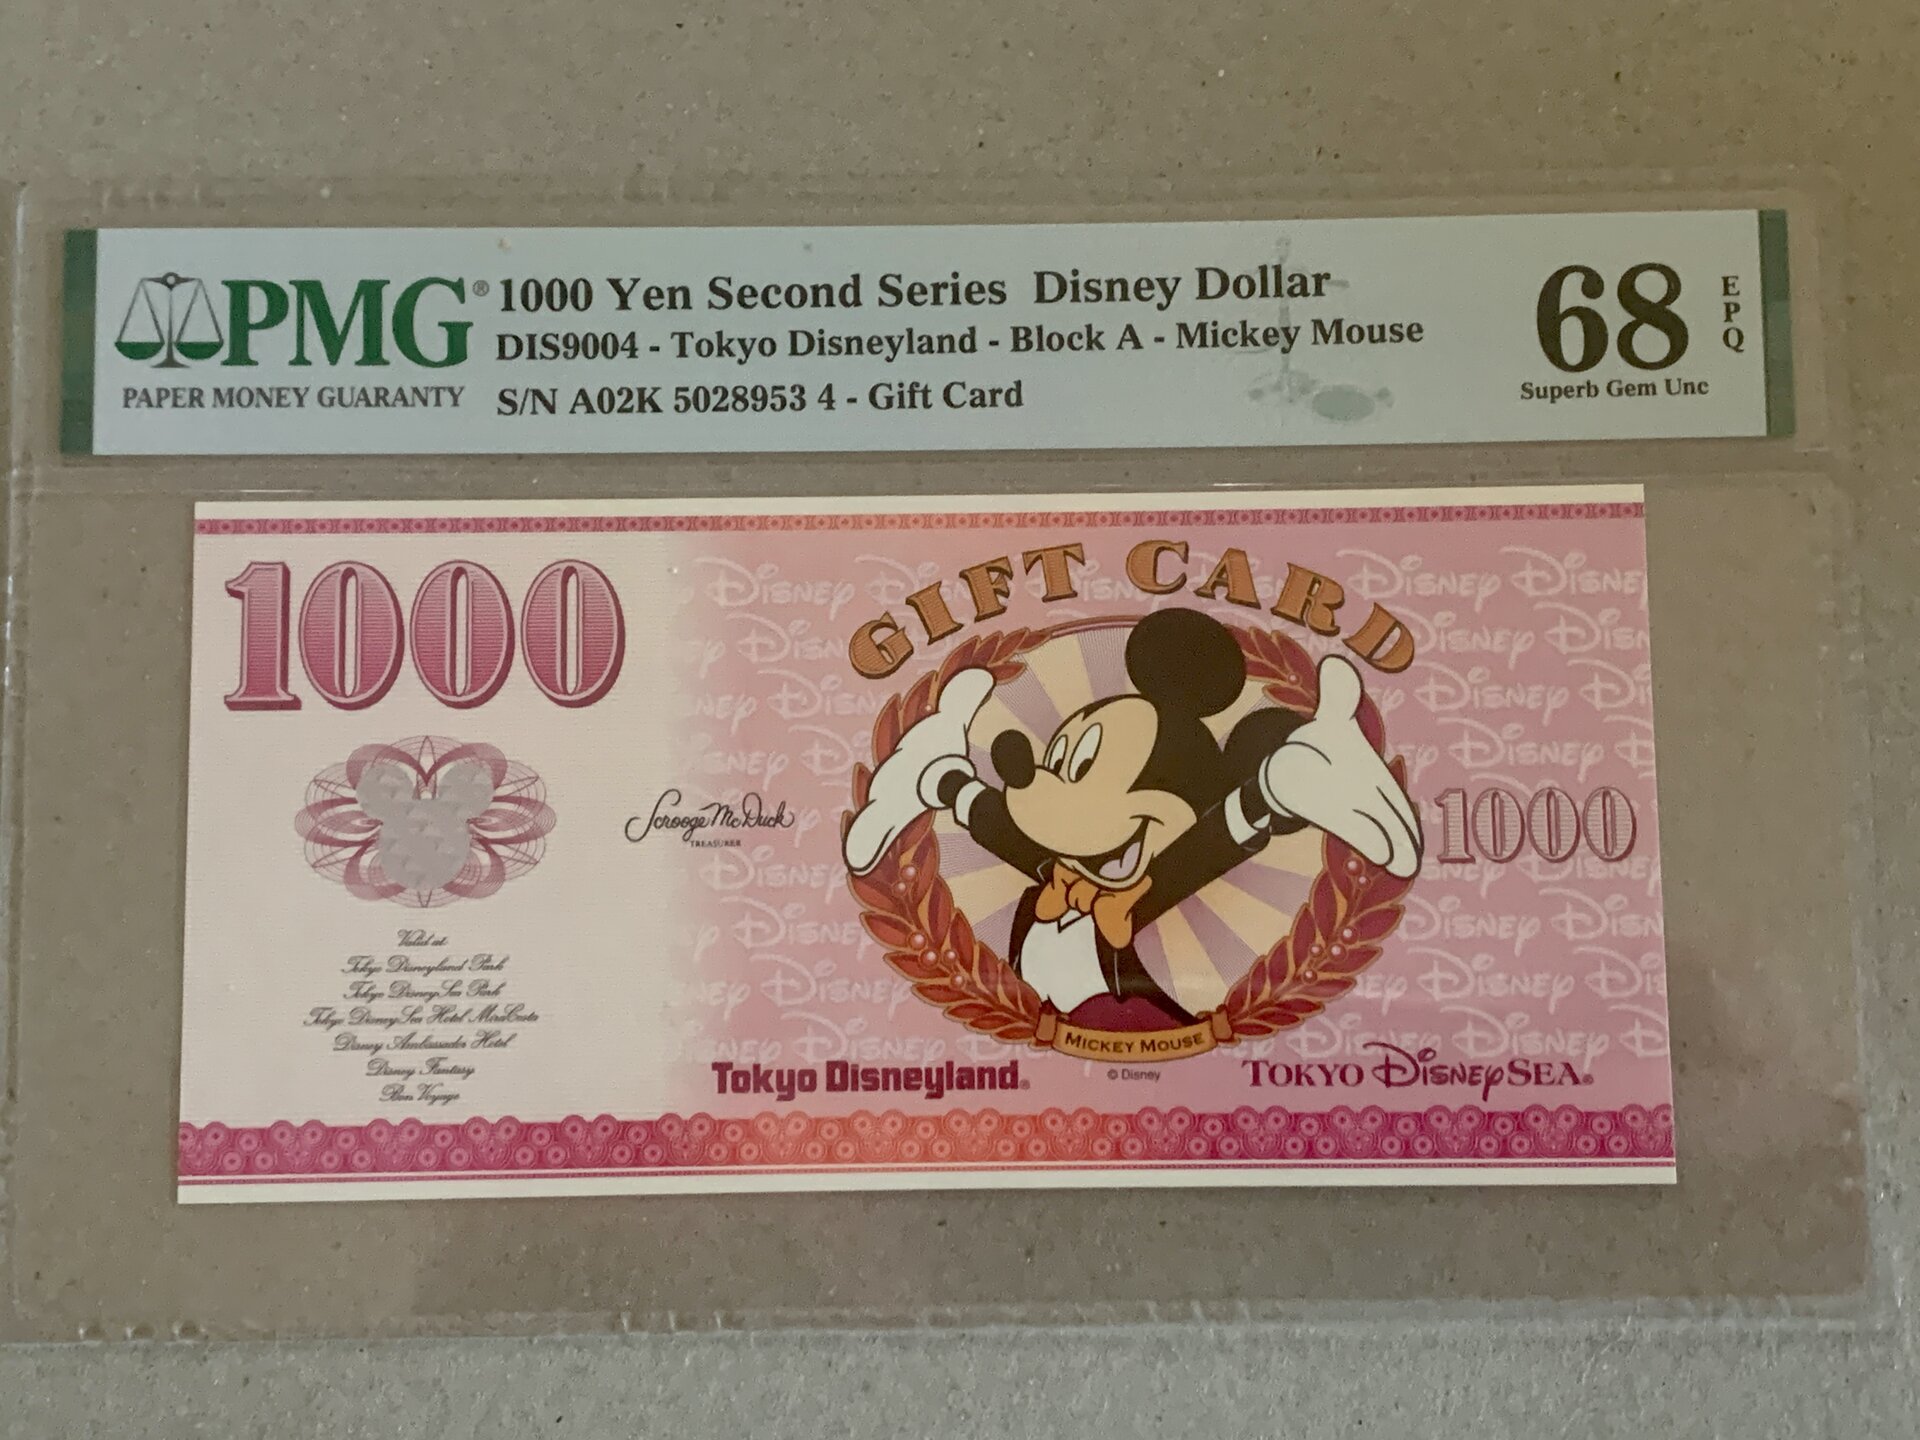 PMG®
PAPER MONEY GUARANTY
1000 Yen Second Series Disney Dollar
DIS9004 - Tokyo Disneyland - Block A - Mickey Mouse
S/N A02K 5028953 4 - Gift Card
68
EPQ
Superb Gem Unc
1000
GIFT CARD
Scrooge McDuck
TREASURER
1000
Valid at:
Tokyo Disneyland Park
Tokyo DisneySea Park
Tokyo DisneySea Hotel MiraCosta
Disney Ambassador Hotel
Disney Fantasy
Bon Voyage
MICKEY MOUSE
Tokyo Disneyland®
© Disney
TOKYO DISNEYSEA®